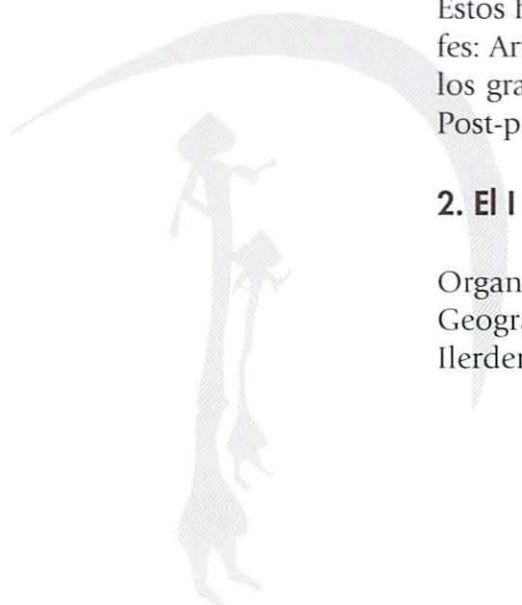 Estos h
fes: Ar
los gra
Post-p
2. El I
Organ
Geogra
Ilerder